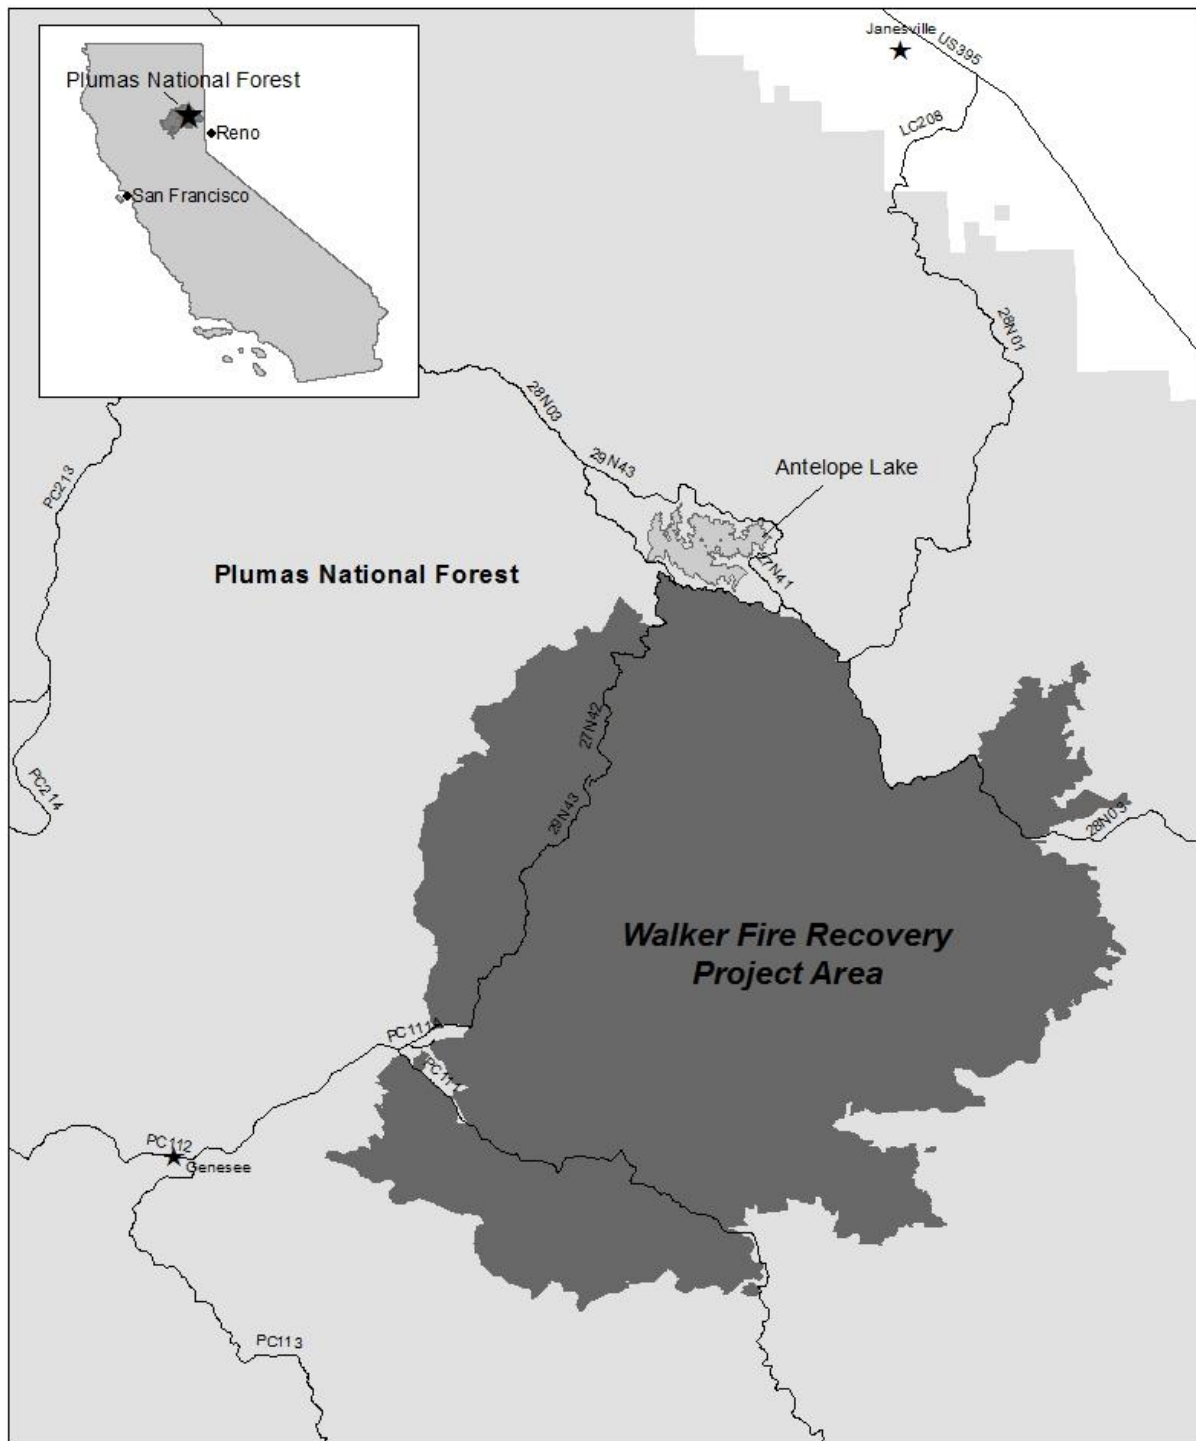 Janesville
US395
Plumas National Forest
Reno
San Francisco
LC208
28N01
28N03
29N43
PC213
Antelope Lake
27N41
Plumas National Forest
27N42
PC214
29N43
28N03
Walker Fire Recovery
Project Area
PC111A
PC111
PC112
Genesee
PC113